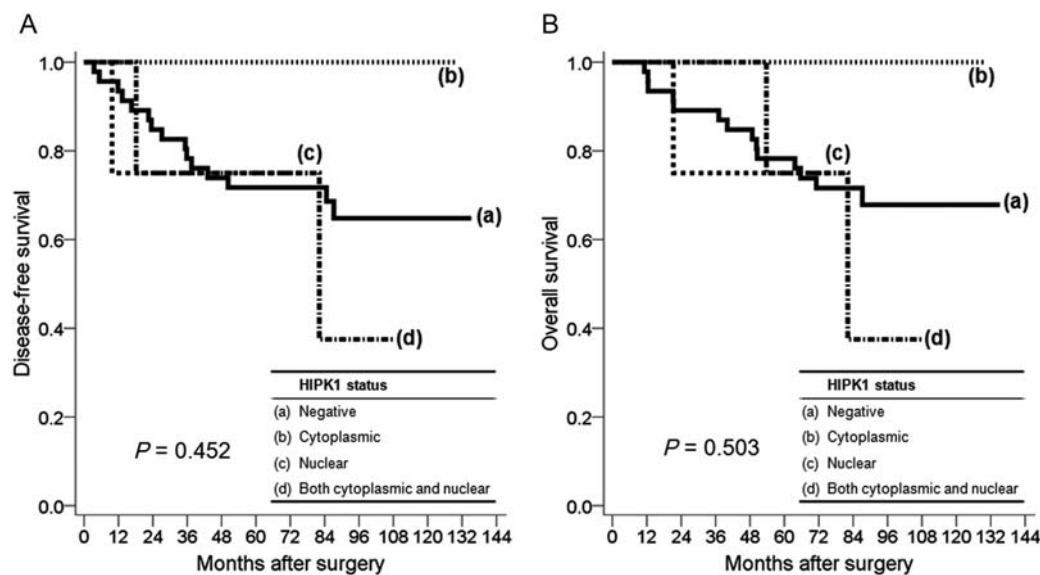 A
Disease-free survival
1.0
0.8
0.6
0.4
0.2
0.0
(b)
(c)
(a)
(d)
HIPK1 status
(a) Negative
(b) Cytoplasmic
(c) Nuclear
(d) Both cytoplasmic and nuclear
P = 0.452
0 12 24 36 48 60 72 84 96 108 120 132 144
Months after surgery
B
Overall survival
1.0
0.8
0.6
0.4
0.2
0.0
(b)
(c)
(a)
(d)
HIPK1 status
(a) Negative
(b) Cytoplasmic
(c) Nuclear
(d) Both cytoplasmic and nuclear
P = 0.503
0 12 24 36 48 60 72 84 96 108 120 132 144
Months after surgery